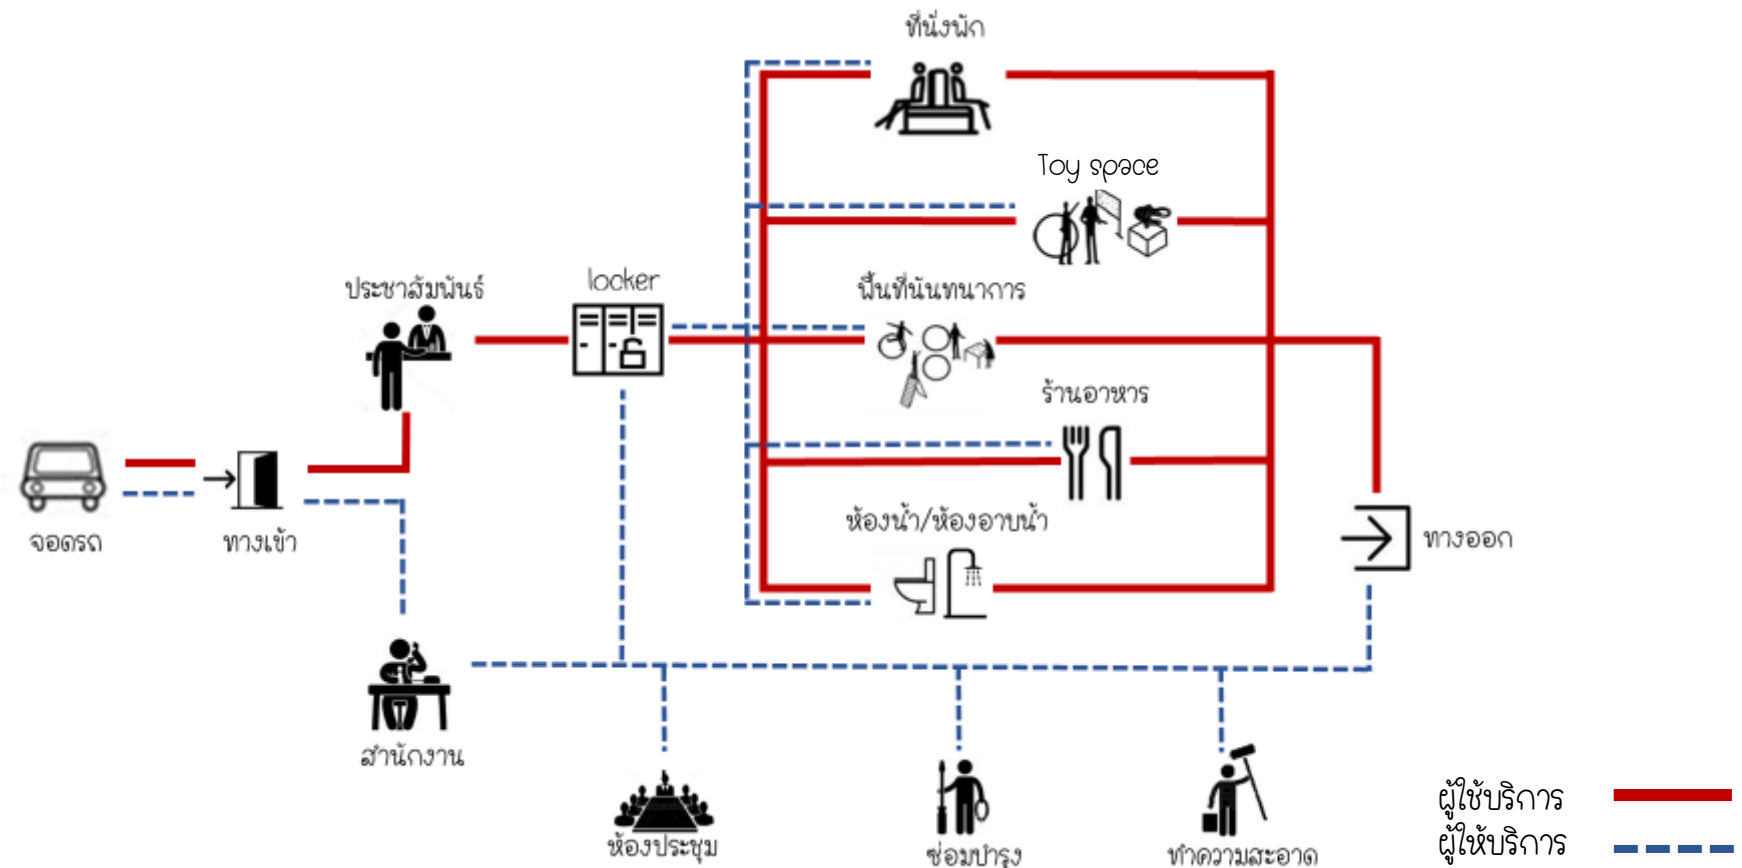 ที่นั่งพัก
Toy space
ประชาสัมพันธ์
locker
พื้นที่นันทนาการ
ร้านอาหาร
ห้องน้ำ/ห้องอาบน้ำ
จอดรถ
ทางเข้า
ทางออก
สำนักงาน
ห้องประชุม
ซ่อมบำรุง
ทำความสะอาด
ผู้ใช้บริการ
ผู้ให้บริการ